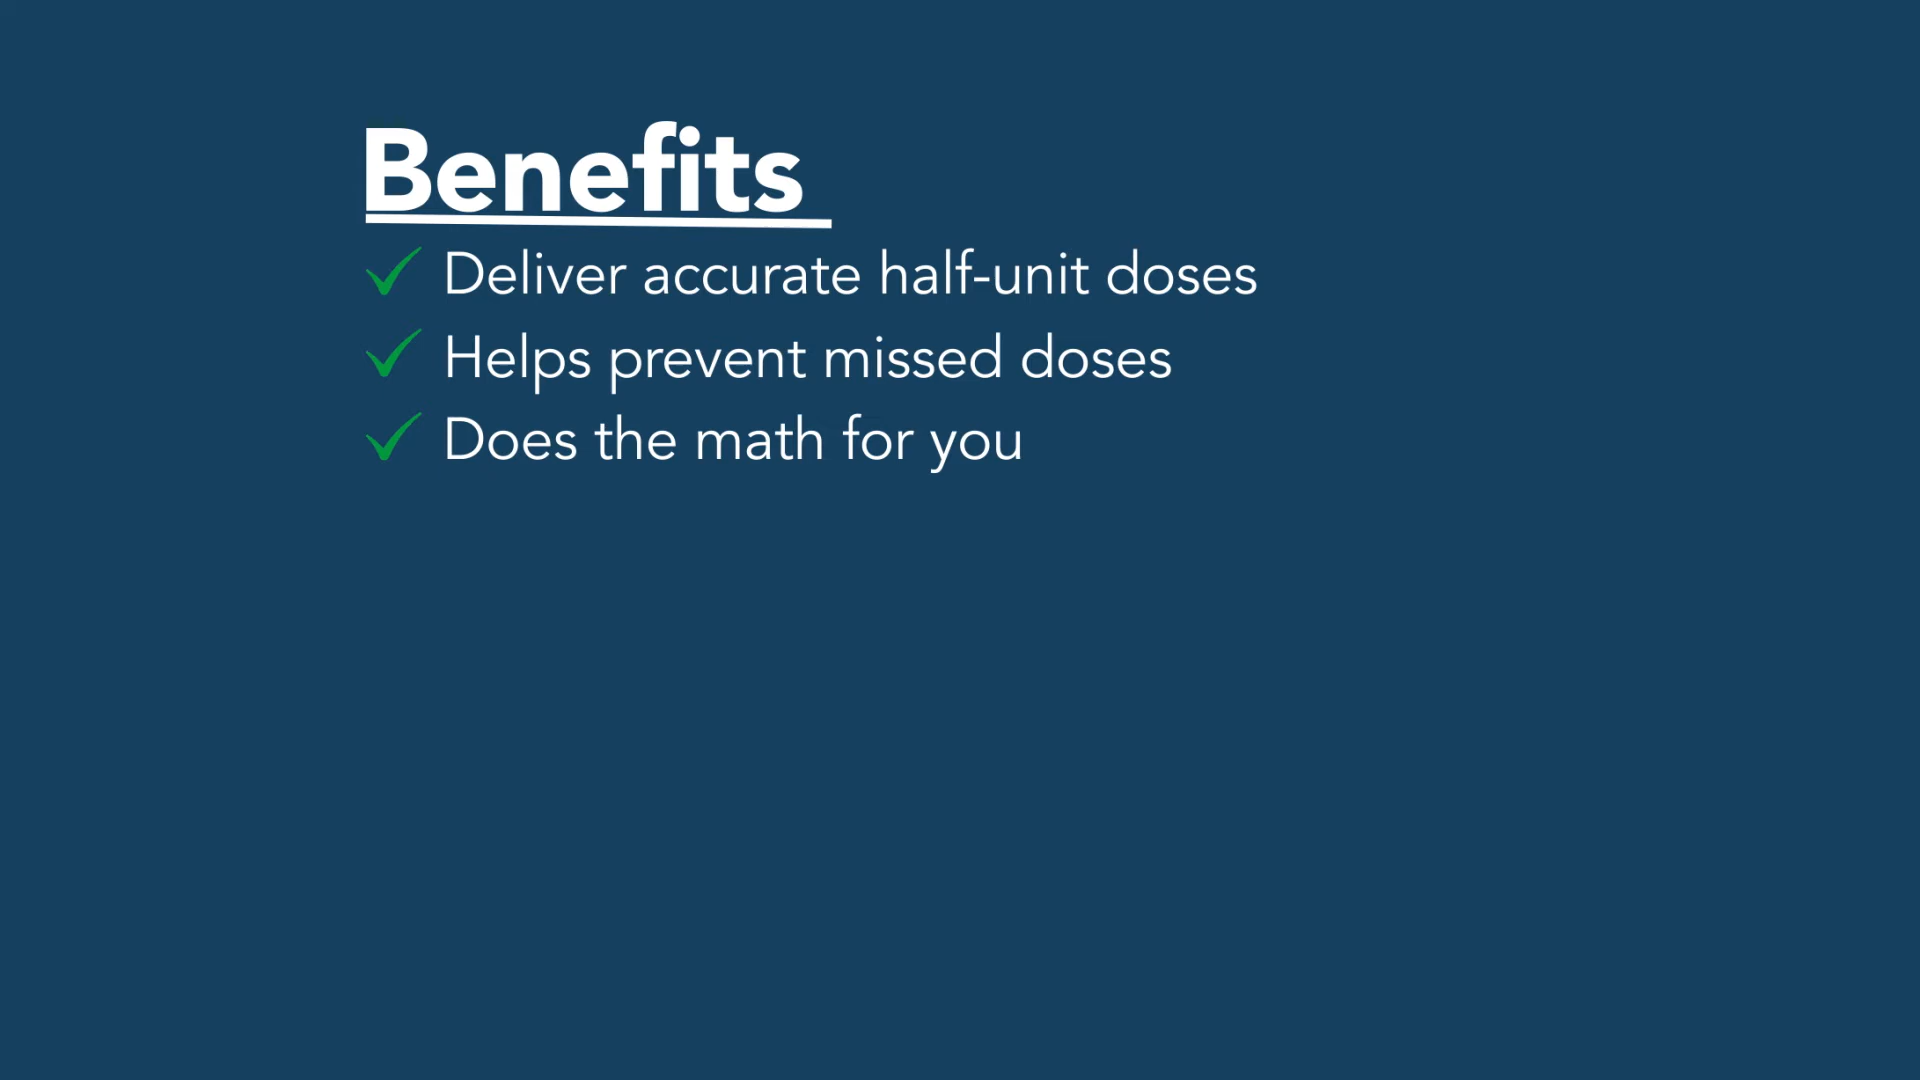 Benefits
Deliver accurate half-unit doses
Helps prevent missed doses
Does the math for you